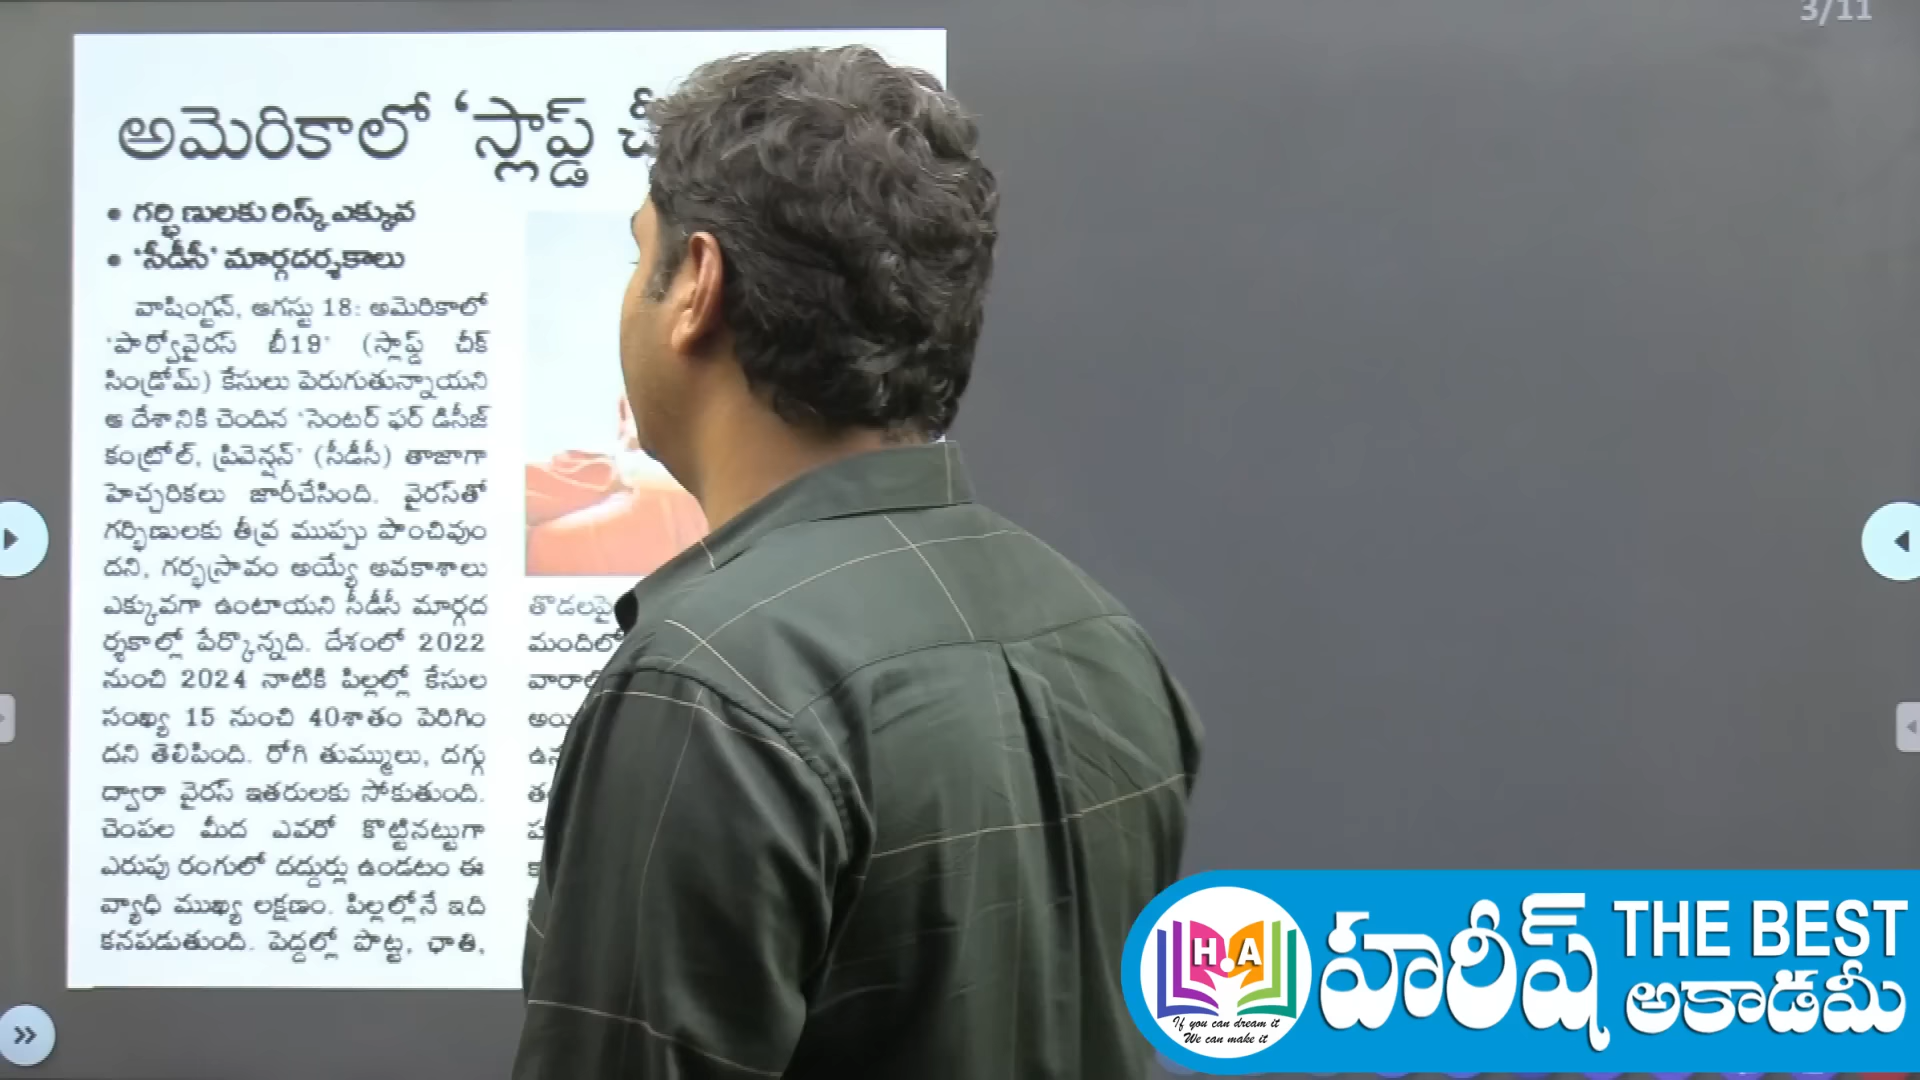 3/11
అమెరికాలో ‘స్లాప్డ్
• గర్భిణులకు రిస్క్ ఎక్కువ
• ‘సీడీసీ’ మార్గదర్శకాలు
వాషింగ్టన్, ఆగస్టు 18: అమెరికాలో
‘పార్వోవైరస్ బీ19’ (స్లాప్డ్ చీక్
సిండ్రోమ్) కేసులు పెరుగుతున్నాయని
ఆ దేశానికి చెందిన ‘సెంటర్ ఫర్ డిసీజ్
కంట్రోల్, ప్రివెన్షన్’ (సీడీసీ) తాజాగా
హెచ్చరికలు జారీచేసింది. వైరస్‌తో
గర్భిణులకు తీవ్ర ముప్పు పొంచివుం
దని, గర్భస్రావం అయ్యే అవకాశాలు
ఎక్కువగా ఉంటాయని సీడీసీ మార్గద
ర్శకాల్లో పేర్కొన్నది. దేశంలో 2022
నుంచి 2024 నాటికి పిల్లల్లో కేసుల
సంఖ్య 15 నుంచి 40శాతం పెరిగిం
దని తెలిపింది. రోగి తుమ్ములు, దగ్గు
ద్వారా వైరస్ ఇతరులకు సోకుతుంది.
చెంపల మీద ఎవరో కొట్టినట్టుగా
ఎరుపు రంగులో దద్దుర్లు ఉండటం ఈ
వ్యాధి ముఖ్య లక్షణం. పిల్లల్లోనే ఇది
కనపడుతుంది. పెద్దల్లో పొట్ట, ఛాతి,
తొడలపై
మందిలో
H.A
If you can dream it
We can make it
హరీష్ THE BEST
అకాడమీ